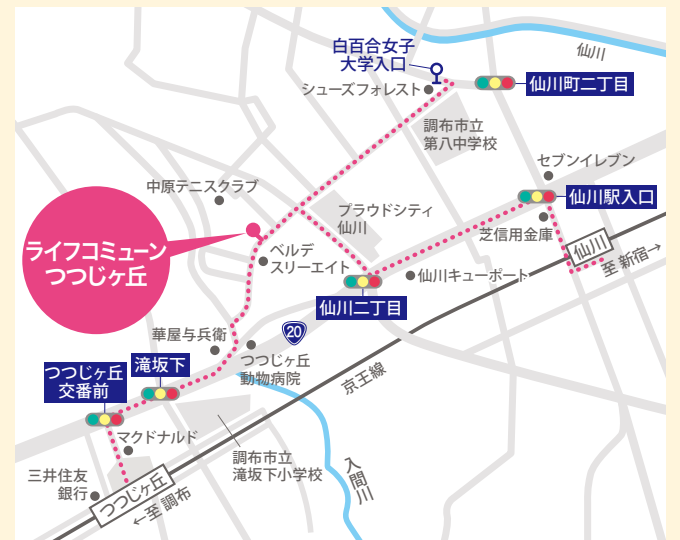 白百合女子
大学入口
仙川
シューズフォレスト
仙川町二丁目
調布市立
第八中学校
セブンイレブン
中原テニスクラブ
仙川駅入口
プラウドシティ
仙川
芝信用金庫
ライフコミューン
つつじヶ丘
ベルデ
スリーエイト
仙川
至 新宿→
仙川キューポート
仙川二丁目
20
華屋与兵衛
つつじヶ丘
動物病院
滝坂下
つつじヶ丘
交番前
京王線
マクドナルド
調布市立
滝坂下小学校
入間川
三井住友
銀行
つつじヶ丘
←至 調布